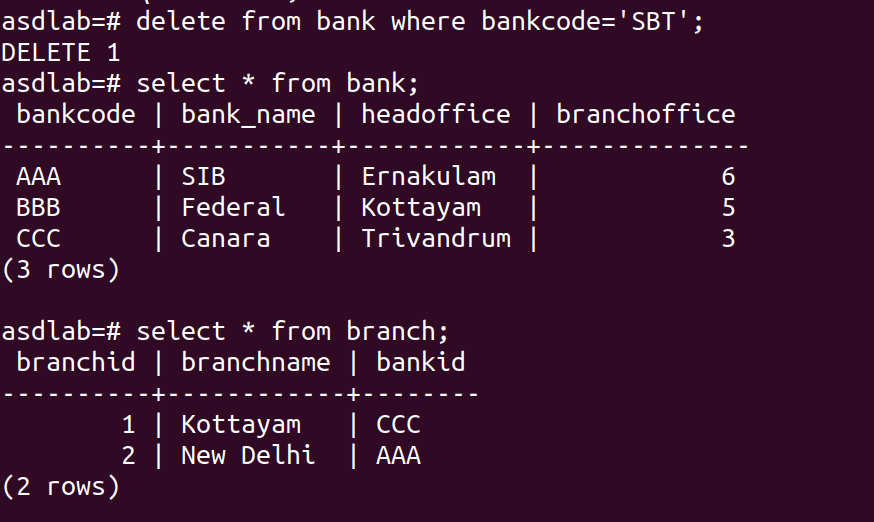 asdlab=# delete from bank where bankcode='SBT';
DELETE 1
asdlab=# select * from bank;
 bankcode | bank_name | headoffice | branchoffice
----------+-----------+------------+--------------
 AAA      | SIB       | Ernakulam  |            6
 BBB      | Federal   | Kottayam   |            5
 CCC      | Canara    | Trivandrum |            3
(3 rows)

asdlab=# select * from branch;
 branchid | branchname | bankid
----------+------------+--------
        1 | Kottayam   | CCC
        2 | New Delhi  | AAA
(2 rows)